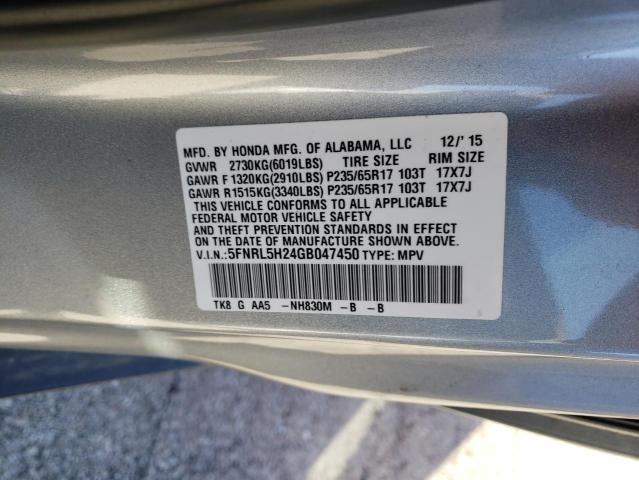 MFD. BY HONDA MFG. OF ALABAMA, LLC 12/'15
GVWR 2730KG(6019LBS) TIRE SIZE RIM SIZE
GAWR F 1320KG(2910LBS) P235/65R17 103T 17X7J
GAWR R1515KG(3340LBS) P235/65R17 103T 17X7J
THIS VEHICLE CONFORMS TO ALL APPLICABLE
FEDERAL MOTOR VEHICLE SAFETY
AND THEFT PREVENTION STANDARDS IN EFFECT
ON THE DATE OF MANUFACTURE SHOWN ABOVE.
V.I.N.:5FNRL5H24GB047450 TYPE: MPV
TK8 G AA5 -NH830M -B -B